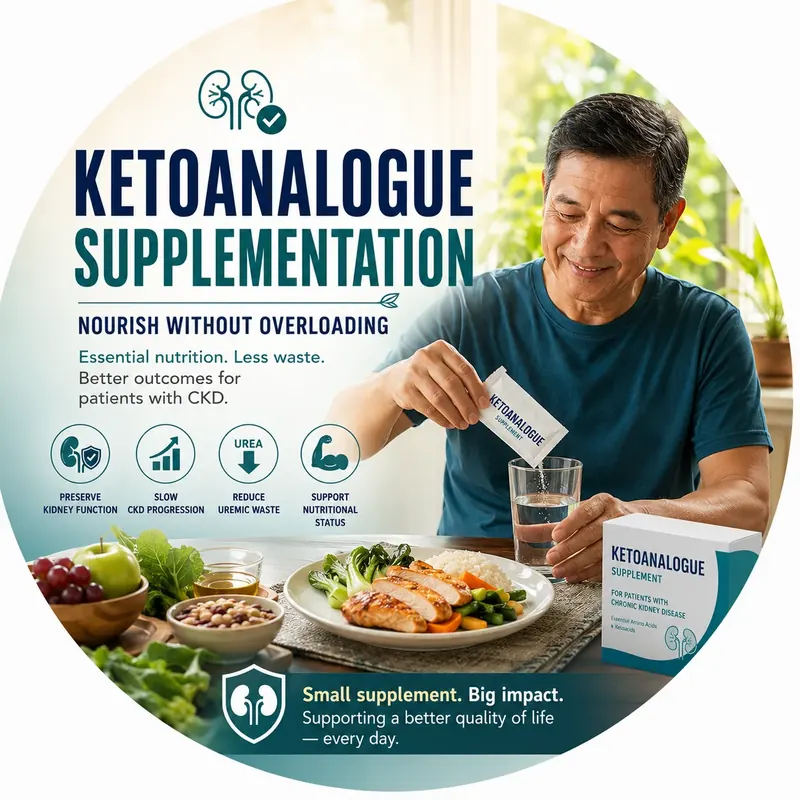 KETOANALOGUE
SUPPLEMENTATION
NOURISH WITHOUT OVERLOADING
Essential nutrition. Less waste.
Better outcomes for
patients with CKD.
PRESERVE
KIDNEY FUNCTION
SLOW
CKD PROGRESSION
UREA
REDUCE
UREMIC WASTE
SUPPORT
NUTRITIONAL
STATUS
KETOANALOGUE
SUPPLEMENT
KETOANALOGUE
SUPPLEMENT
FOR PATIENTS WITH
CHRONIC KIDNEY DISEASE
Essential Amino Acids
& Ketoacids
Small supplement. Big impact.
Supporting a better quality of life
— every day.